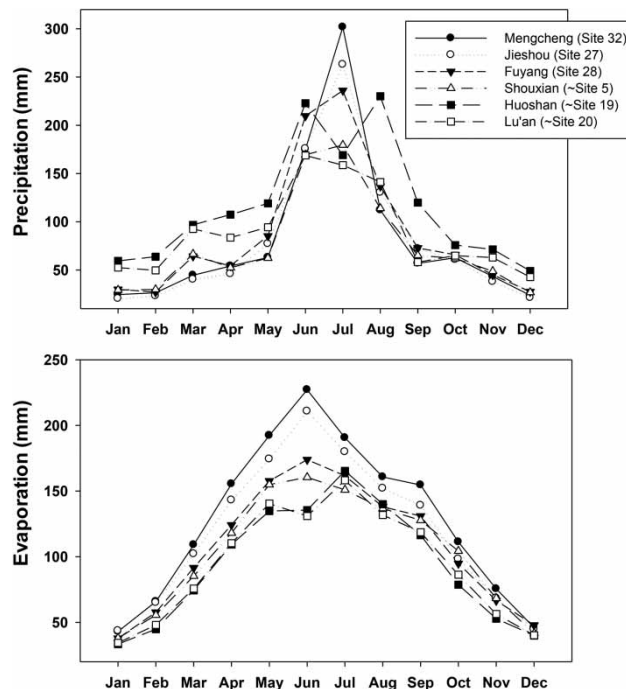 Precipitation (mm)
300
250
200
150
100
50
Mengcheng (Site 32)
Jieshou (Site 27)
Fuyang (Site 28)
Shouxian (~Site 5)
Huoshan (~Site 19)
Lu'an (~Site 20)
Jan Feb Mar Apr May Jun Jul Aug Sep Oct Nov Dec
Evaporation (mm)
250
200
150
100
50
Jan Feb Mar Apr May Jun Jul Aug Sep Oct Nov Dec